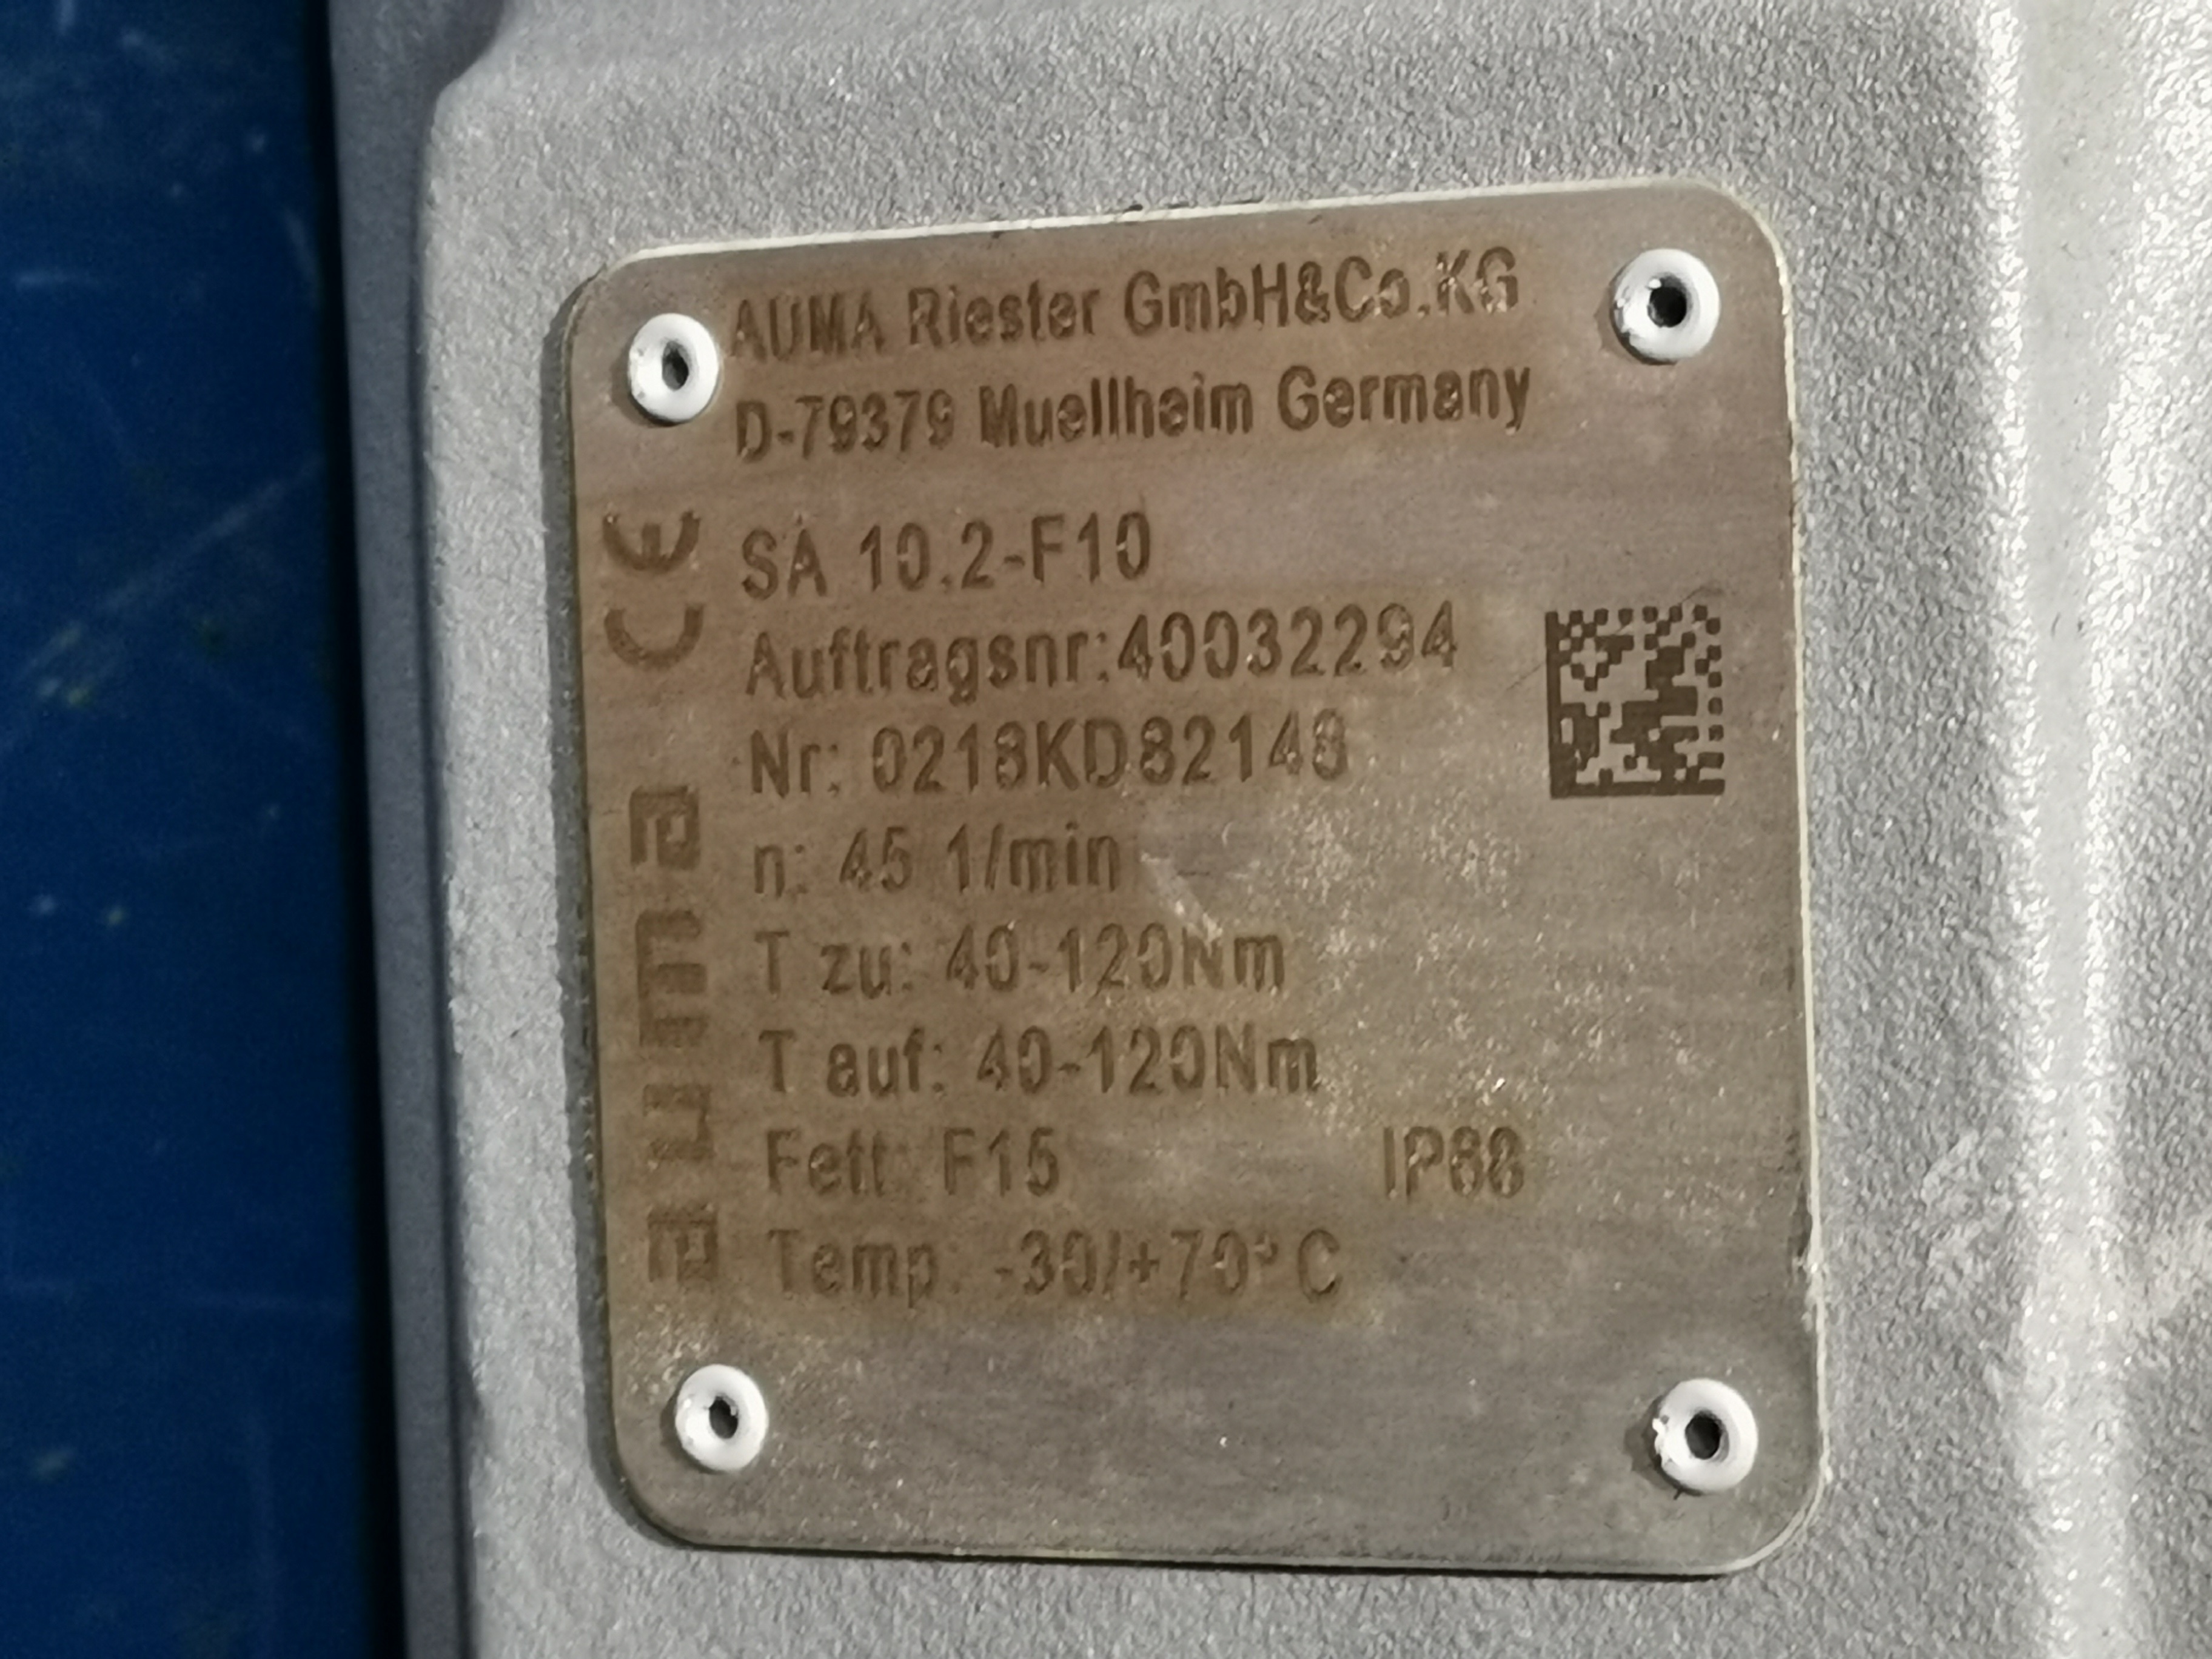 AUMA Riester GmbH&Co.KG
D-79379 Muellheim Germany
CE
SA 10.2-F10
Auftragsnr:40032294
Nr: 0218KD82148
n: 45 1/min
T zu: 40-120Nm
T auf: 40-120Nm
Fett: F15 IP68
Temp: -30/+70°C
auma